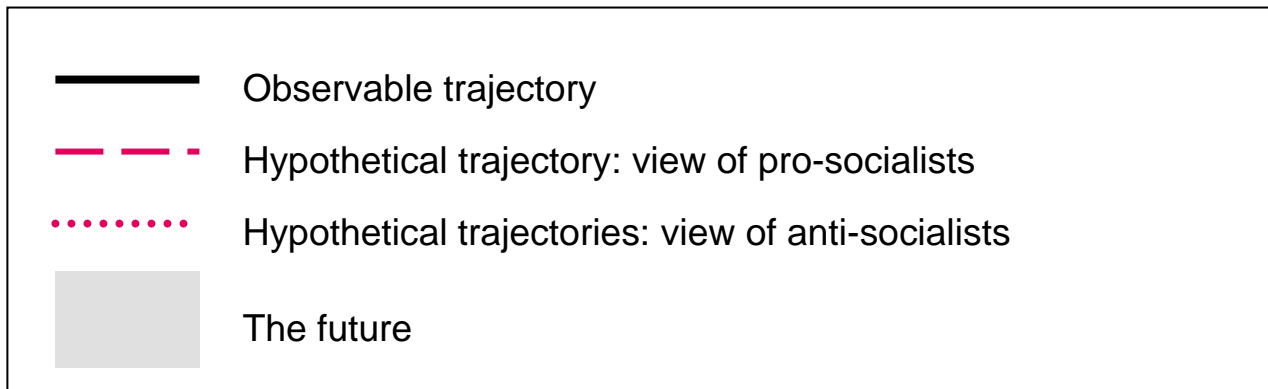 Observable trajectory
Hypothetical trajectory: view of pro-socialists
Hypothetical trajectories: view of anti-socialists
The future